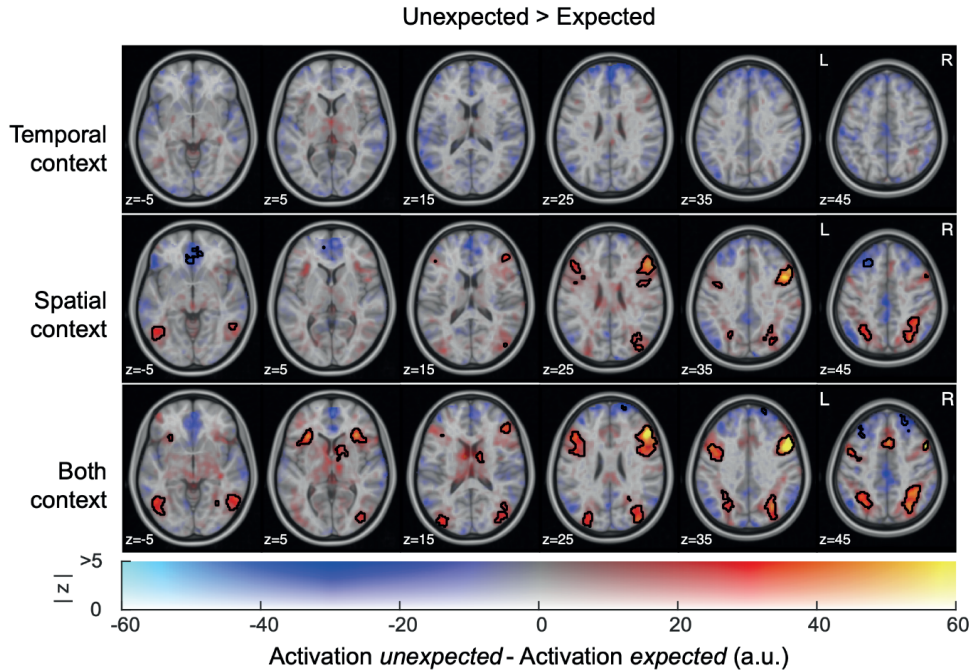 Unexpected > Expected
Temporal
context
L R
z=-5 z=5 z=15 z=25 z=35 z=45
Spatial
context
L R
z=-5 z=5 z=15 z=25 z=35 z=45
Both
context
L R
z=-5 z=5 z=15 z=25 z=35 z=45
>5
| z |
0
-60 -40 -20 0 20 40 60
Activation unexpected - Activation expected (a.u.)